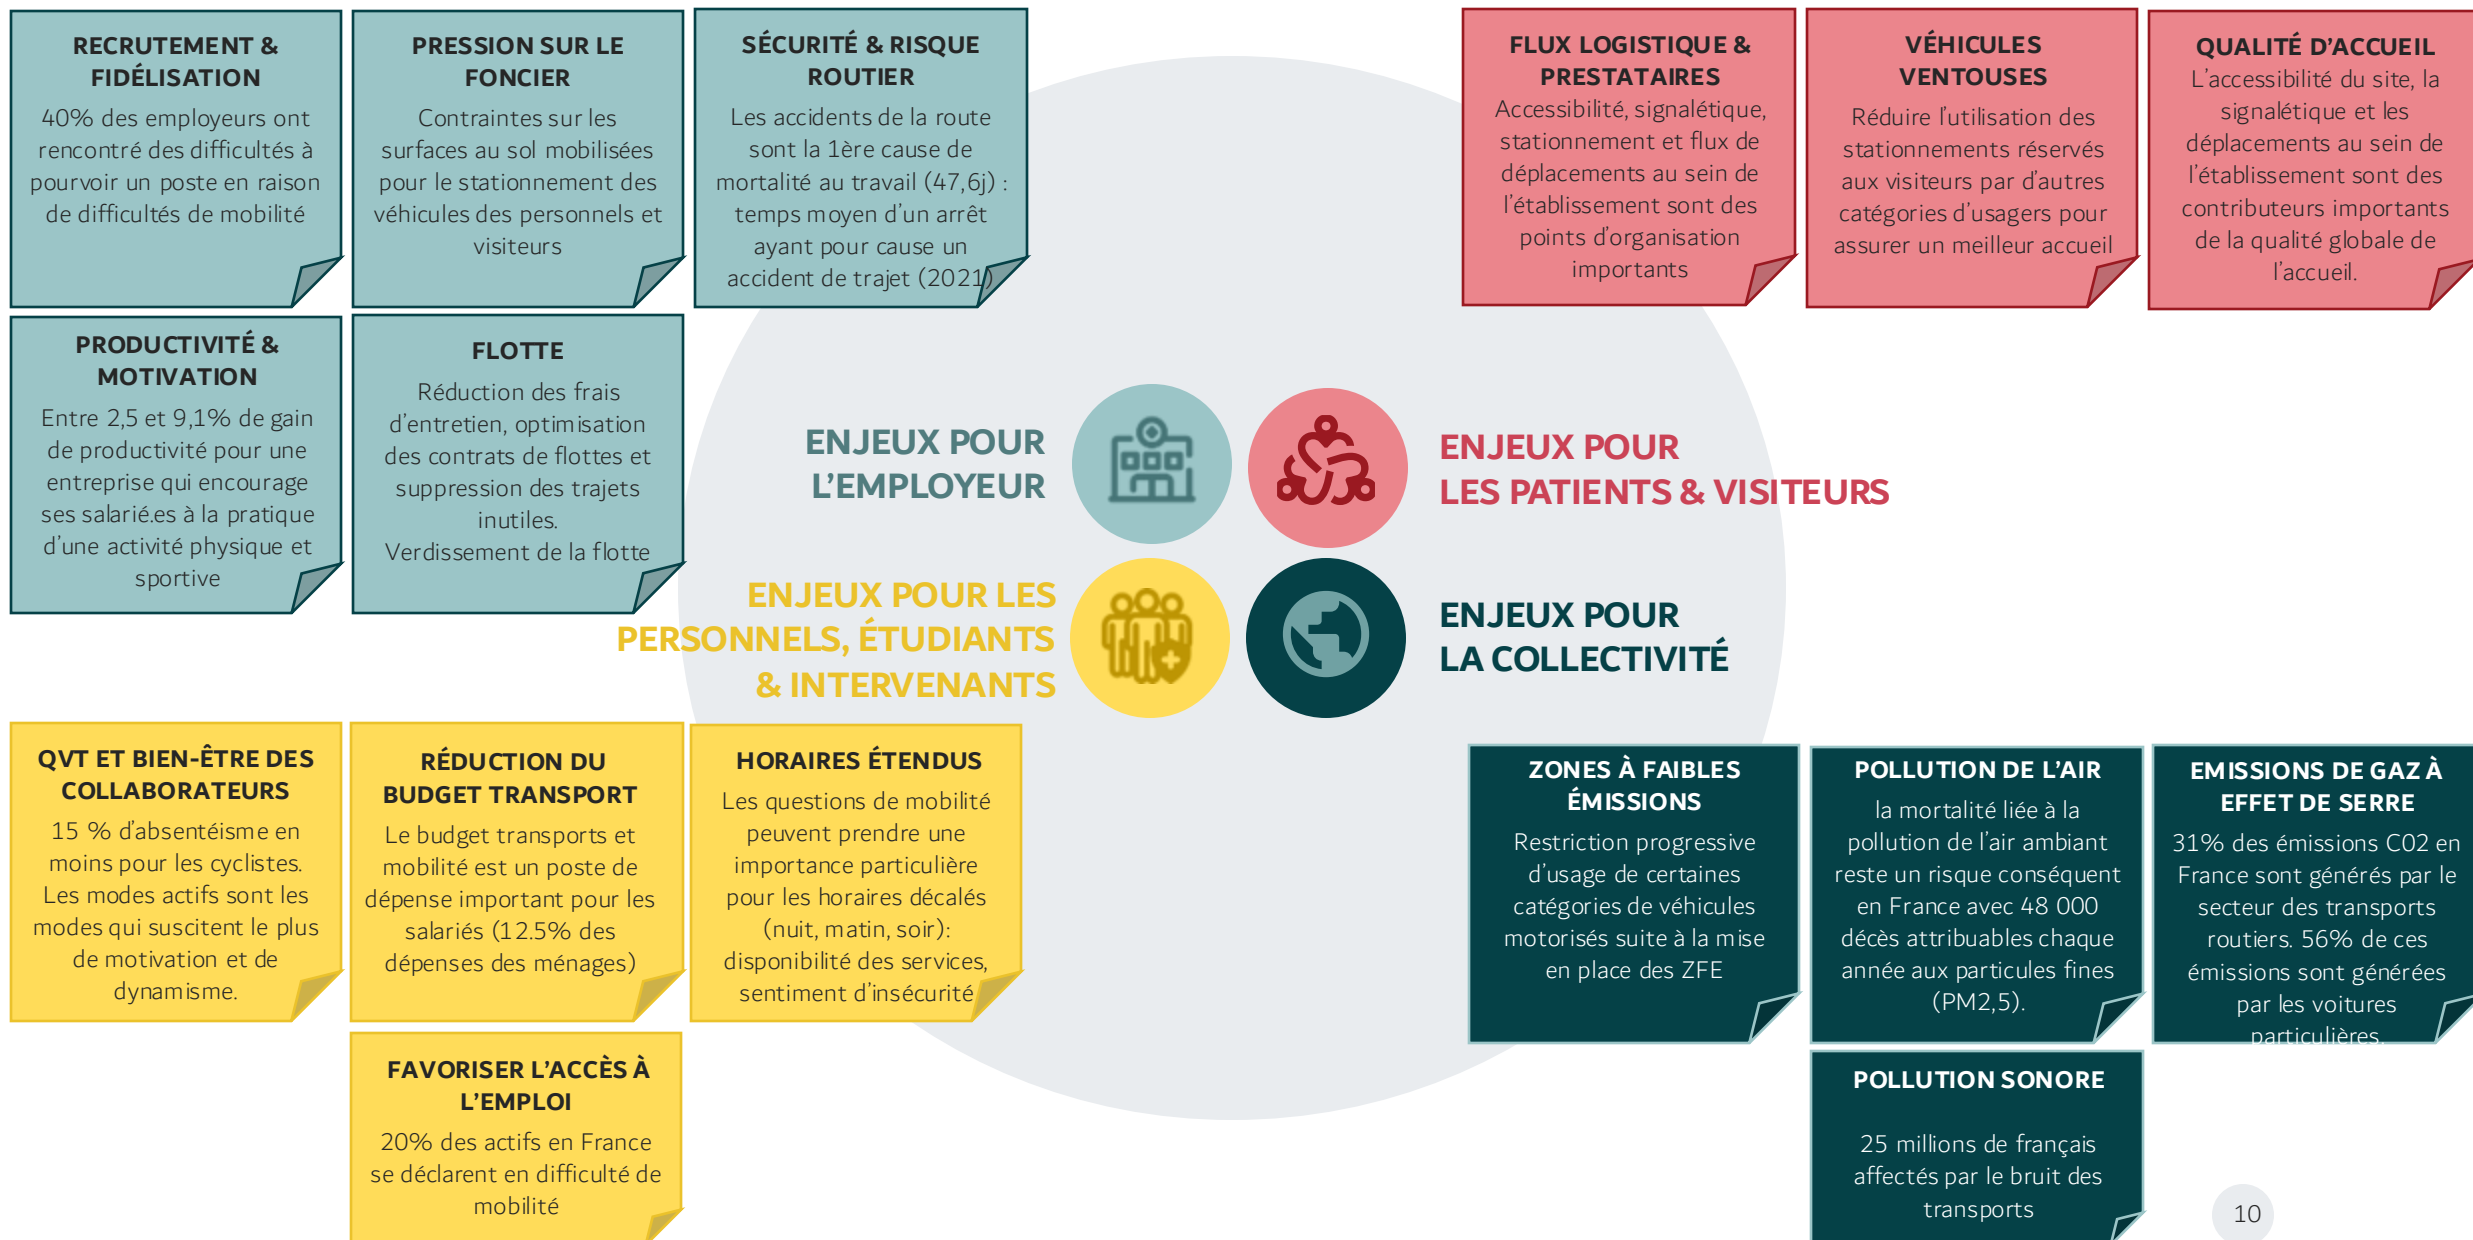 RECRUTEMENT &
FIDÉLISATION
40% des employeurs ont
rencontré des difficultés à
pourvoir un poste en raison
de difficultés de mobilité
PRESSION SUR LE
FONCIER
Contraintes sur les
surfaces au sol mobilisées
pour le stationnement des
véhicules des personnels et
visiteurs
SÉCURITÉ & RISQUE
ROUTIER
Les accidents de la route
sont la 1ère cause de
mortalité au travail (47,6j) :
temps moyen d'un arrêt
ayant pour cause un
accident de trajet (2021)
PRODUCTIVITÉ &
MOTIVATION
Entre 2,5 et 9,1% de gain
de productivité pour une
entreprise qui encourage
ses salarié.es à la pratique
d'une activité physique et
sportive
FLOTTE
Réduction des frais
d'entretien, optimisation
des contrats de flottes et
suppression des trajets
inutiles.
Verdissement de la flotte
FLUX LOGISTIQUE &
PRESTATAIRES
Accessibilité, signalétique,
stationnement et flux de
déplacements au sein de
l'établissement sont des
points d'organisation
importants
VÉHICULES
VENTOUSES
Réduire l'utilisation des
stationnements réservés
aux visiteurs par d'autres
catégories d'usagers pour
assurer un meilleur accueil
QUALITÉ D'ACCUEIL
L'accessibilité du site, la
signalétique et les
déplacements au sein de
l'établissement sont des
contributeurs importants
de la qualité globale de
l'accueil.
ENJEUX POUR
L'EMPLOYEUR
ENJEUX POUR
LES PATIENTS & VISITEURS
ENJEUX POUR LES
PERSONNELS, ÉTUDIANTS
& INTERVENANTS
ENJEUX POUR
LA COLLECTIVITÉ
QVT ET BIEN-ÊTRE DES
COLLABORATEURS
15 % d'absentéisme en
moins pour les cyclistes.
Les modes actifs sont les
modes qui suscitent le plus
de motivation et de
dynamisme.
RÉDUCTION DU
BUDGET TRANSPORT
Le budget transports et
mobilité est un poste de
dépense important pour les
salariés (12.5% des
dépenses des ménages)
HORAIRES ÉTENDUS
Les questions de mobilité
peuvent prendre une
importance particulière
pour les horaires décalés
(nuit, matin, soir):
disponibilité des services,
sentiment d'insécurité
FAVORISER L'ACCÈS À
L'EMPLOI
20% des actifs en France
se déclarent en difficulté de
mobilité
ZONES À FAIBLES
ÉMISSIONS
Restriction progressive
d'usage de certaines
catégories de véhicules
motorisés suite à la mise
en place des ZFE
POLLUTION DE L'AIR
la mortalité liée à la
pollution de l'air ambiant
reste un risque conséquent
en France avec 48 000
décès attribuables chaque
année aux particules fines
(PM2,5).
EMISSIONS DE GAZ À
EFFET DE SERRE
31% des émissions C02 en
France sont générés par le
secteur des transports
routiers. 56% de ces
émissions sont générées
par les voitures
particulières.
POLLUTION SONORE
25 millions de français
affectés par le bruit des
transports
10